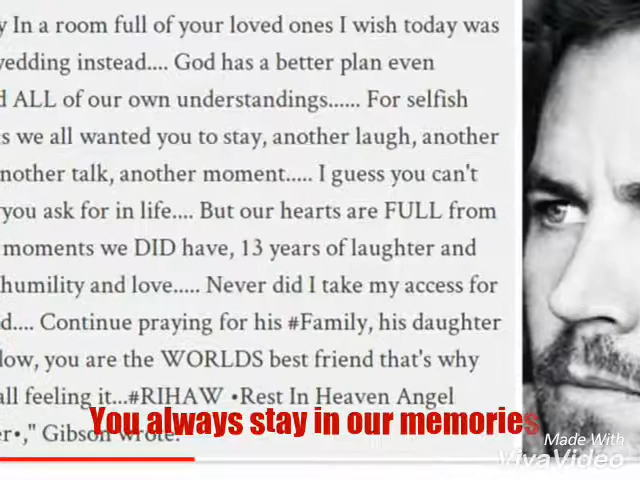 y In a room full of your loved ones I wish today was
wedding instead.... God has a better plan even
d ALL of our own understandings...... For selfish
s we all wanted you to stay, another laugh, another
nother talk, another moment..... I guess you can't
you ask for in life.... But our hearts are FULL from
moments we DID have, 13 years of laughter and
humility and love..... Never did I take my access for
d.... Continue praying for his #Family, his daughter
low, you are the WORLDS best friend that's why
all feeling it...#RIHAW •Rest In Heaven Angel
er•," Gibson wrote.
You always stay in our memories
Made With
VivaVideo